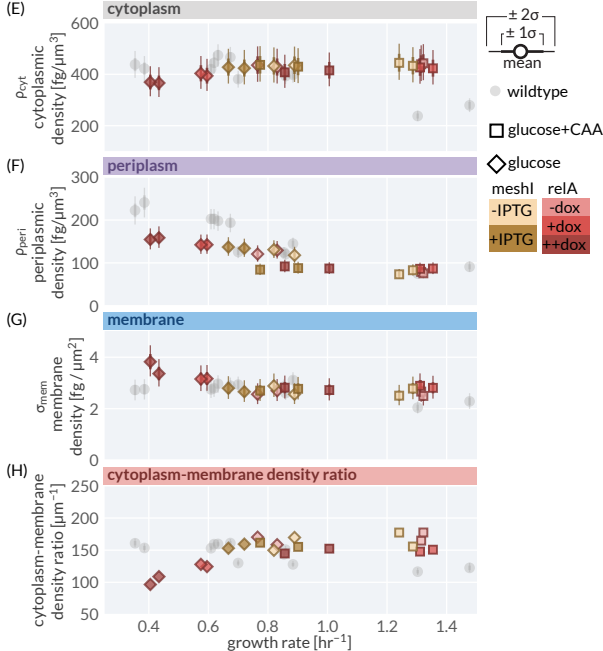 (E)
cytoplasm
600
400
200
ρcyt
cytoplasmic
density [fg/µm³]
± 2σ
± 1σ
mean
wildtype
glucose+CAA
glucose
meshI
relA
-IPTG
+IPTG
-dox
+dox
++dox
(F)
periplasm
300
200
100
0
ρperi
periplasmic
density [fg/µm³]
(G)
membrane
4
2
0
σmem
membrane
density [fg / µm²]
(H)
cytoplasm-membrane density ratio
250
200
150
100
50
cytoplasm-membrane
density ratio [µm⁻¹]
0.4
0.6
0.8
1.0
1.2
1.4
growth rate [hr⁻¹]